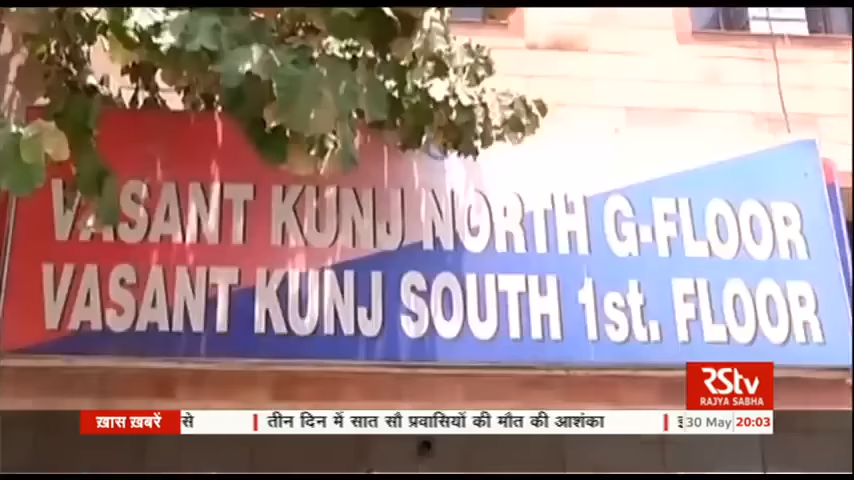 VASANT KUNJ NORTH G-FLOOR
VASANT KUNJ SOUTH 1st. FLOOR
RStv
RAJYA SABHA
ख़ास ख़बरें से तीन दिन में सात सौ प्रवासियों की मौत की आशंका 30 May 20:03